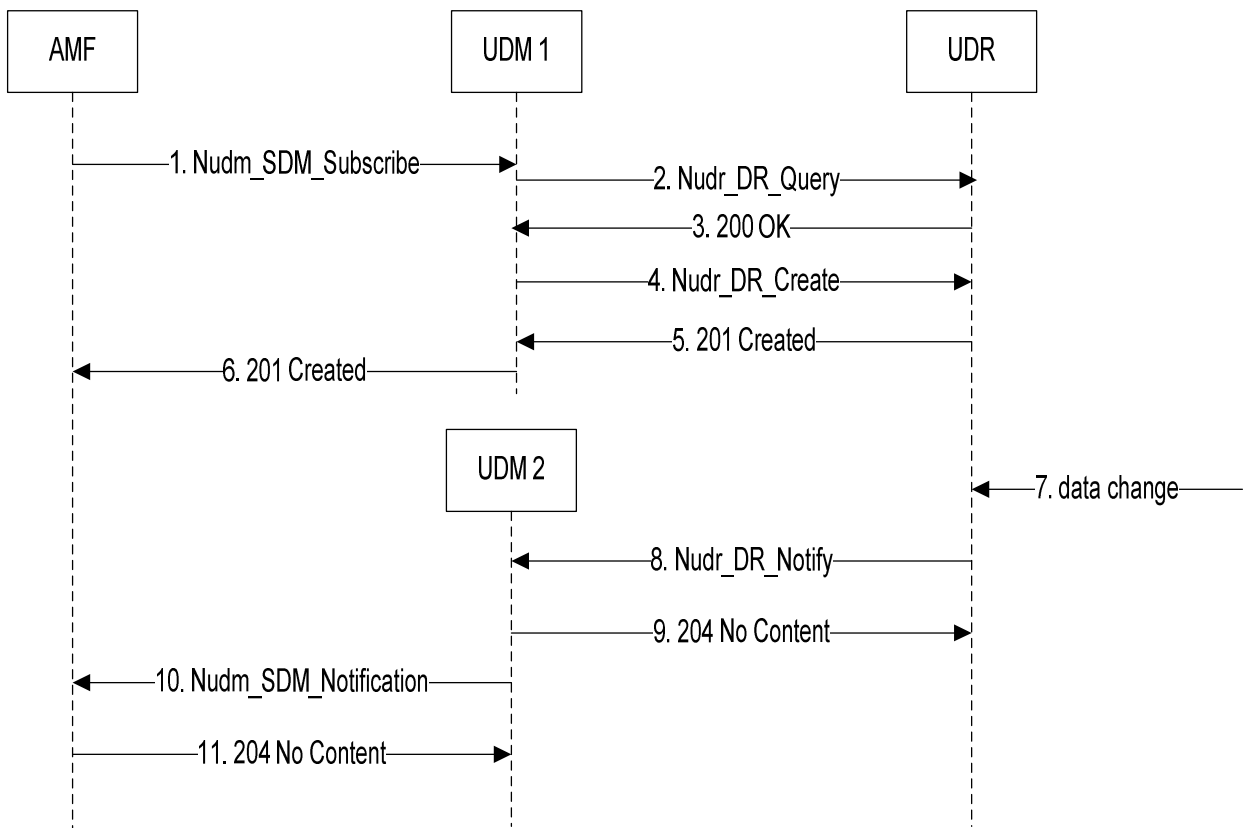 AMF
UDM 1
UDR
1. Nudm_SDM_Subscribe
2. Nudr_DR_Query
3. 200 OK
4. Nudr_DR_Create
5. 201 Created
6. 201 Created
UDM 2
7. data change
8. Nudr_DR_Notify
9. 204 No Content
10. Nudm_SDM_Notification
11. 204 No Content